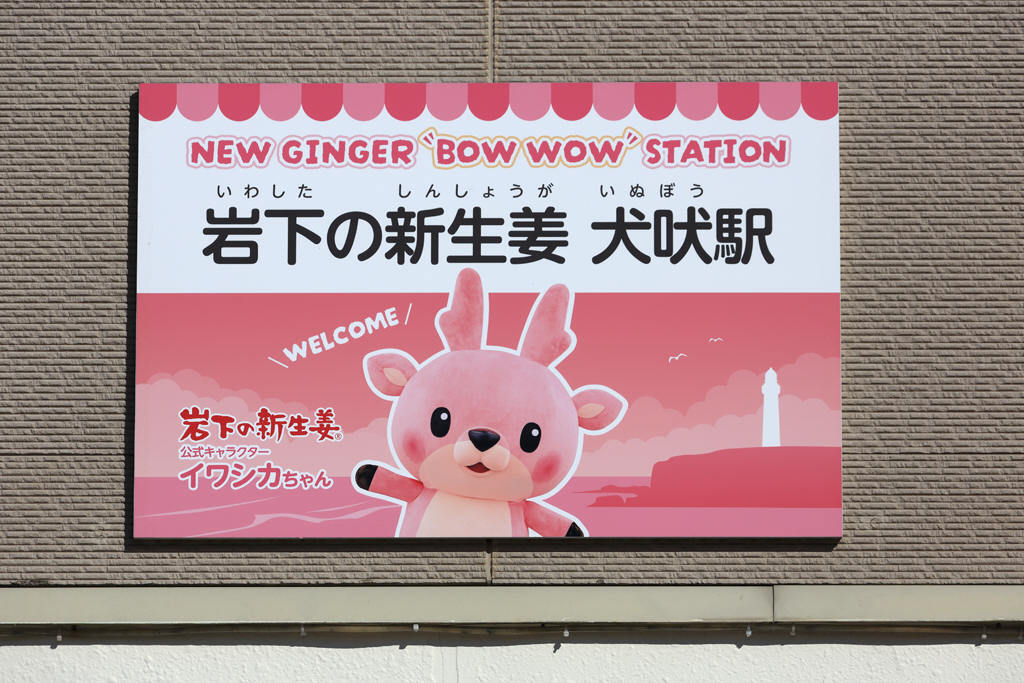 NEW GINGER "BOW WOW" STATION
いわした しんしょうが いぬぼう
岩下の新生姜 犬吠駅
WELCOME
岩下の新生姜®
公式キャラクター
イワシカちゃん